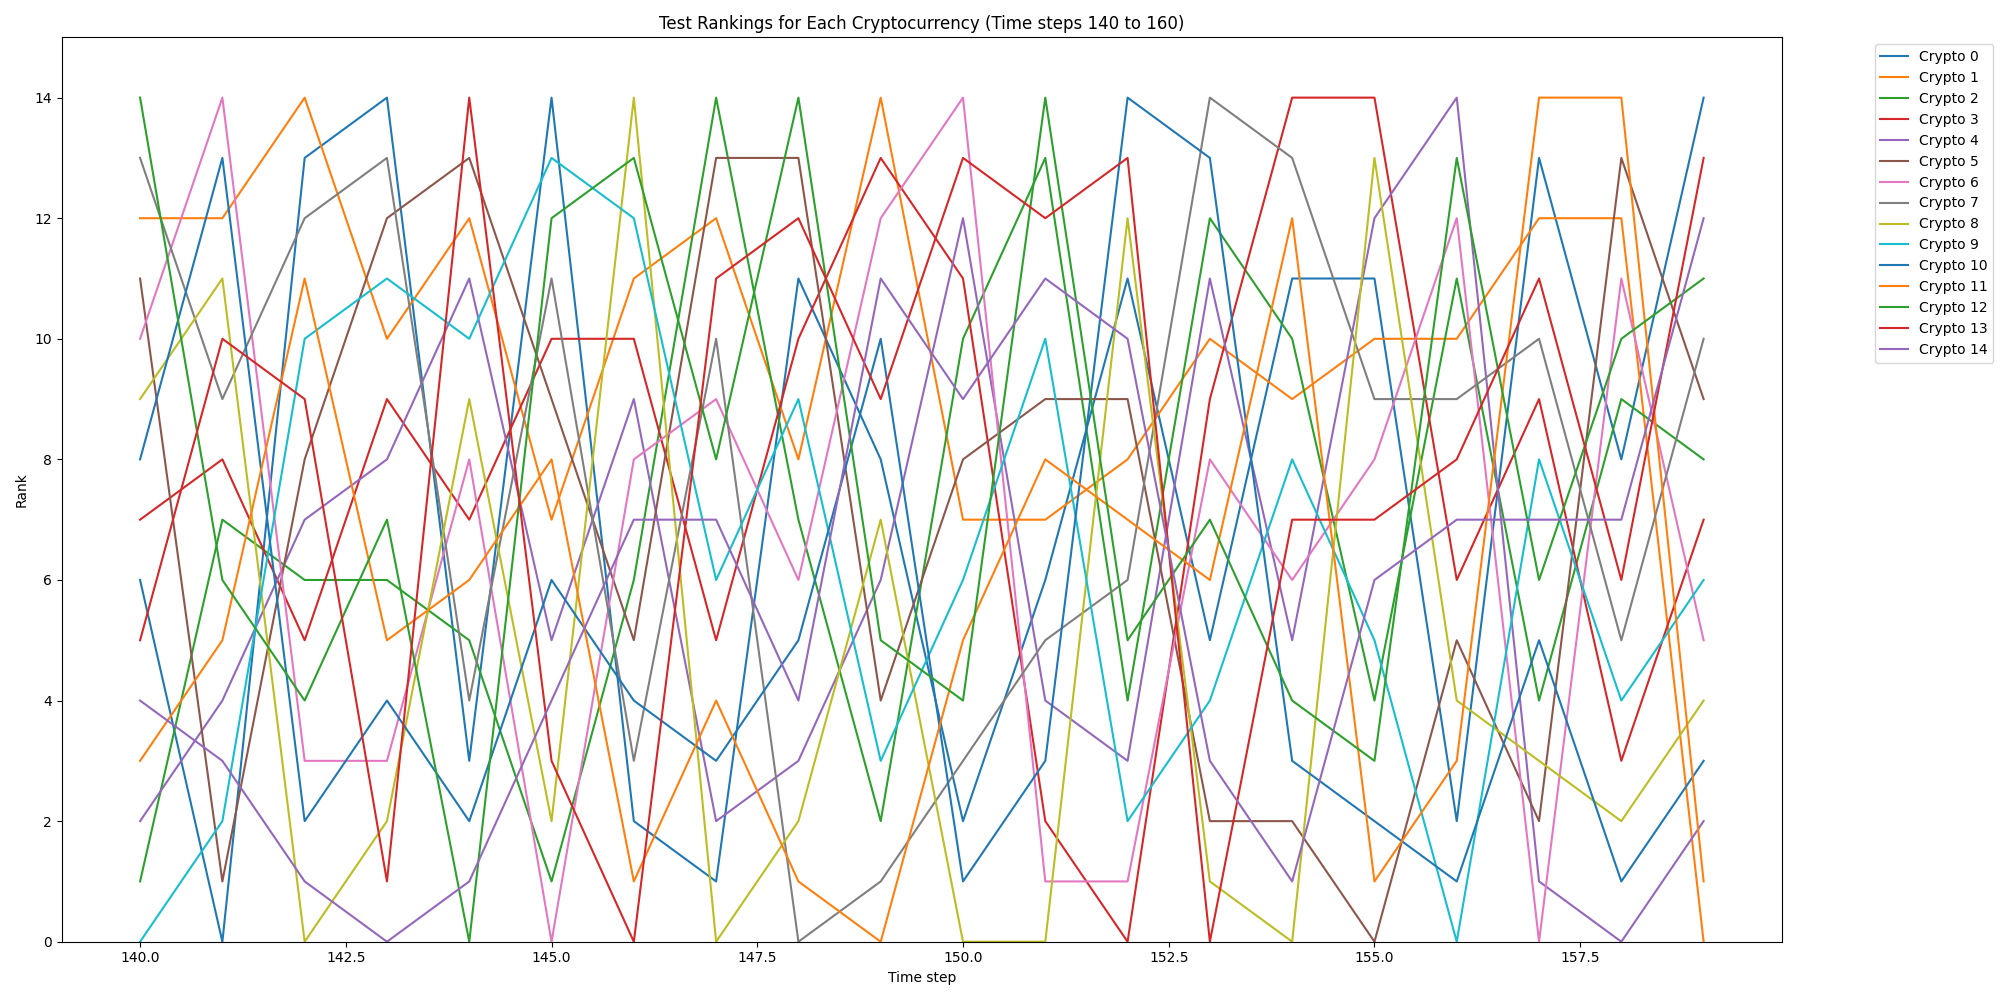 Test Rankings for Each Cryptocurrency (Time steps 140 to 160)
Rank
14
12
10
8
6
4
2
0
140.0 142.5 145.0 147.5 150.0 152.5 155.0 157.5
Time step
Crypto 0
Crypto 1
Crypto 2
Crypto 3
Crypto 4
Crypto 5
Crypto 6
Crypto 7
Crypto 8
Crypto 9
Crypto 10
Crypto 11
Crypto 12
Crypto 13
Crypto 14